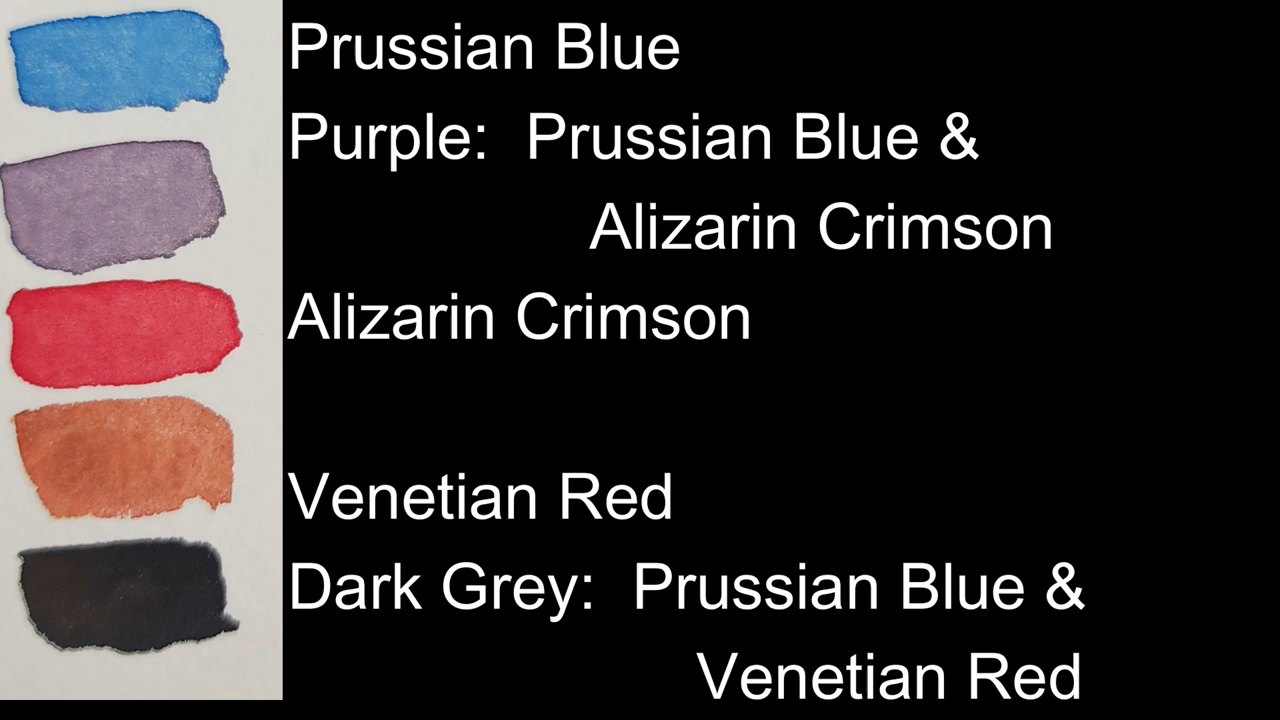 Prussian Blue
Purple:  Prussian Blue &
Alizarin Crimson
Alizarin Crimson
Venetian Red
Dark Grey:  Prussian Blue &
Venetian Red